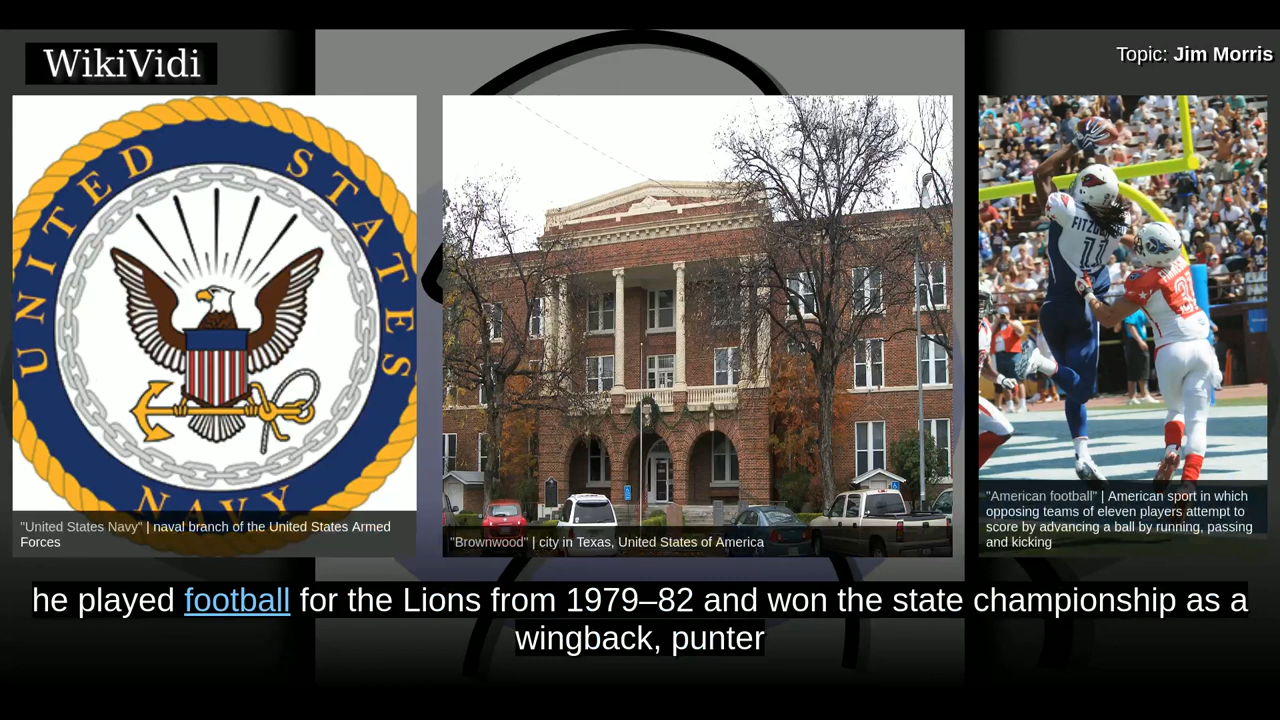 WikiVidi
Topic: Jim Morris
UNITED STATES
NAVY
FITZG
11
"United States Navy" | naval branch of the United States Armed
Forces
"Brownwood" | city in Texas, United States of America
"American football" | American sport in which
opposing teams of eleven players attempt to
score by advancing a ball by running, passing
and kicking
he played football for the Lions from 1979–82 and won the state championship as a
wingback, punter